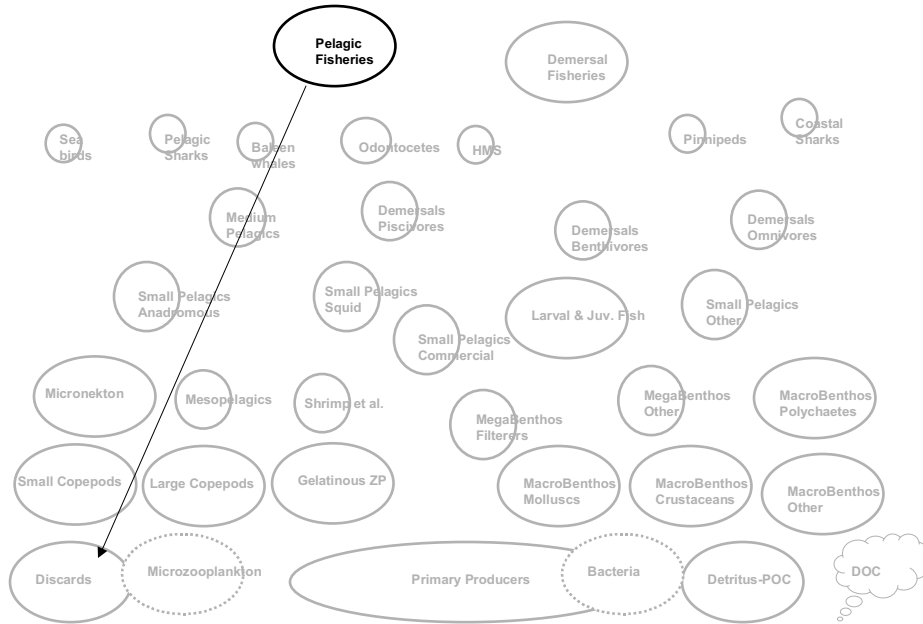 Pelagic
Fisheries
Demersal
Fisheries
Sea
birds
Pelagic
Sharks
Baleen
whales
Odontocetes
HMS
Pinnipeds
Coastal
Sharks
Medium
Pelagics
Demersals
Piscivores
Demersals
Benthivores
Demersals
Omnivores
Small Pelagics
Anadromous
Small Pelagics
Squid
Small Pelagics
Commercial
Larval & Juv. Fish
Small Pelagics
Other
Micronekton
Mesopelagics
Shrimp et al.
MegaBenthos
Filterers
MegaBenthos
Other
MacroBenthos
Polychaetes
Small Copepods
Large Copepods
Gelatinous ZP
MacroBenthos
Molluscs
MacroBenthos
Crustaceans
MacroBenthos
Other
Discards
Microzooplankton
Primary Producers
Bacteria
Detritus-POC
DOC